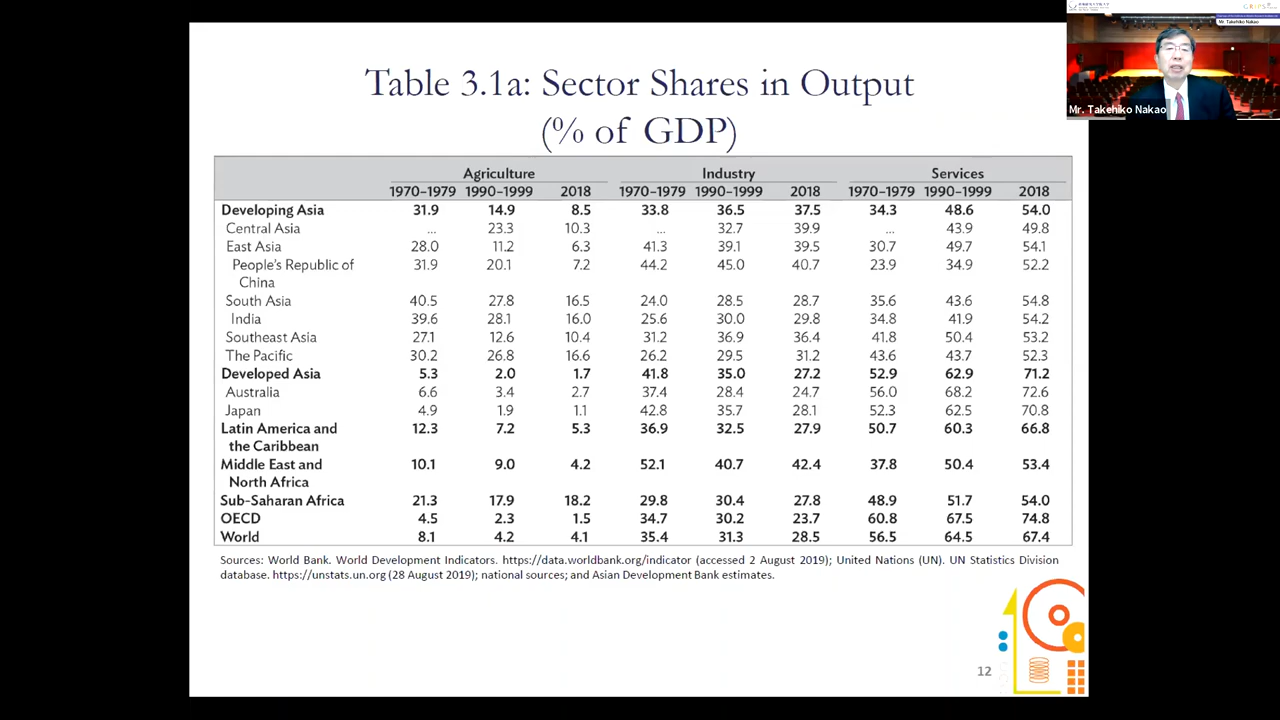 GRIPS
Mr. Takehiko Nakao
Mr. Takehiko Nakao
Table 3.1a: Sector Shares in Output
(% of GDP)
Agriculture Industry Services
1970–1979 1990–1999 2018 1970–1979 1990–1999 2018 1970–1979 1990–1999 2018
Developing Asia 31.9 14.9 8.5 33.8 36.5 37.5 34.3 48.6 54.0
Central Asia ... 23.3 10.3 ... 32.7 39.9 ... 43.9 49.8
East Asia 28.0 11.2 6.3 41.3 39.1 39.5 30.7 49.7 54.1
People's Republic of 31.9 20.1 7.2 44.2 45.0 40.7 23.9 34.9 52.2
China
South Asia 40.5 27.8 16.5 24.0 28.5 28.7 35.6 43.6 54.8
India 39.6 28.1 16.0 25.6 30.0 29.8 34.8 41.9 54.2
Southeast Asia 27.1 12.6 10.4 31.2 36.9 36.4 41.8 50.4 53.2
The Pacific 30.2 26.8 16.6 26.2 29.5 31.2 43.6 43.7 52.3
Developed Asia 5.3 2.0 1.7 41.8 35.0 27.2 52.9 62.9 71.2
Australia 6.6 3.4 2.7 37.4 28.4 24.7 56.0 68.2 72.6
Japan 4.9 1.9 1.1 42.8 35.7 28.1 52.3 62.5 70.8
Latin America and 12.3 7.2 5.3 36.9 32.5 27.9 50.7 60.3 66.8
the Caribbean
Middle East and 10.1 9.0 4.2 52.1 40.7 42.4 37.8 50.4 53.4
North Africa
Sub-Saharan Africa 21.3 17.9 18.2 29.8 30.4 27.8 48.9 51.7 54.0
OECD 4.5 2.3 1.5 34.7 30.2 23.7 60.8 67.5 74.8
World 8.1 4.2 4.1 35.4 31.3 28.5 56.5 64.5 67.4
Sources: World Bank. World Development Indicators. https://data.worldbank.org/indicator (accessed 2 August 2019); United Nations (UN). UN Statistics Division
database. https://unstats.un.org (28 August 2019); national sources; and Asian Development Bank estimates.
12